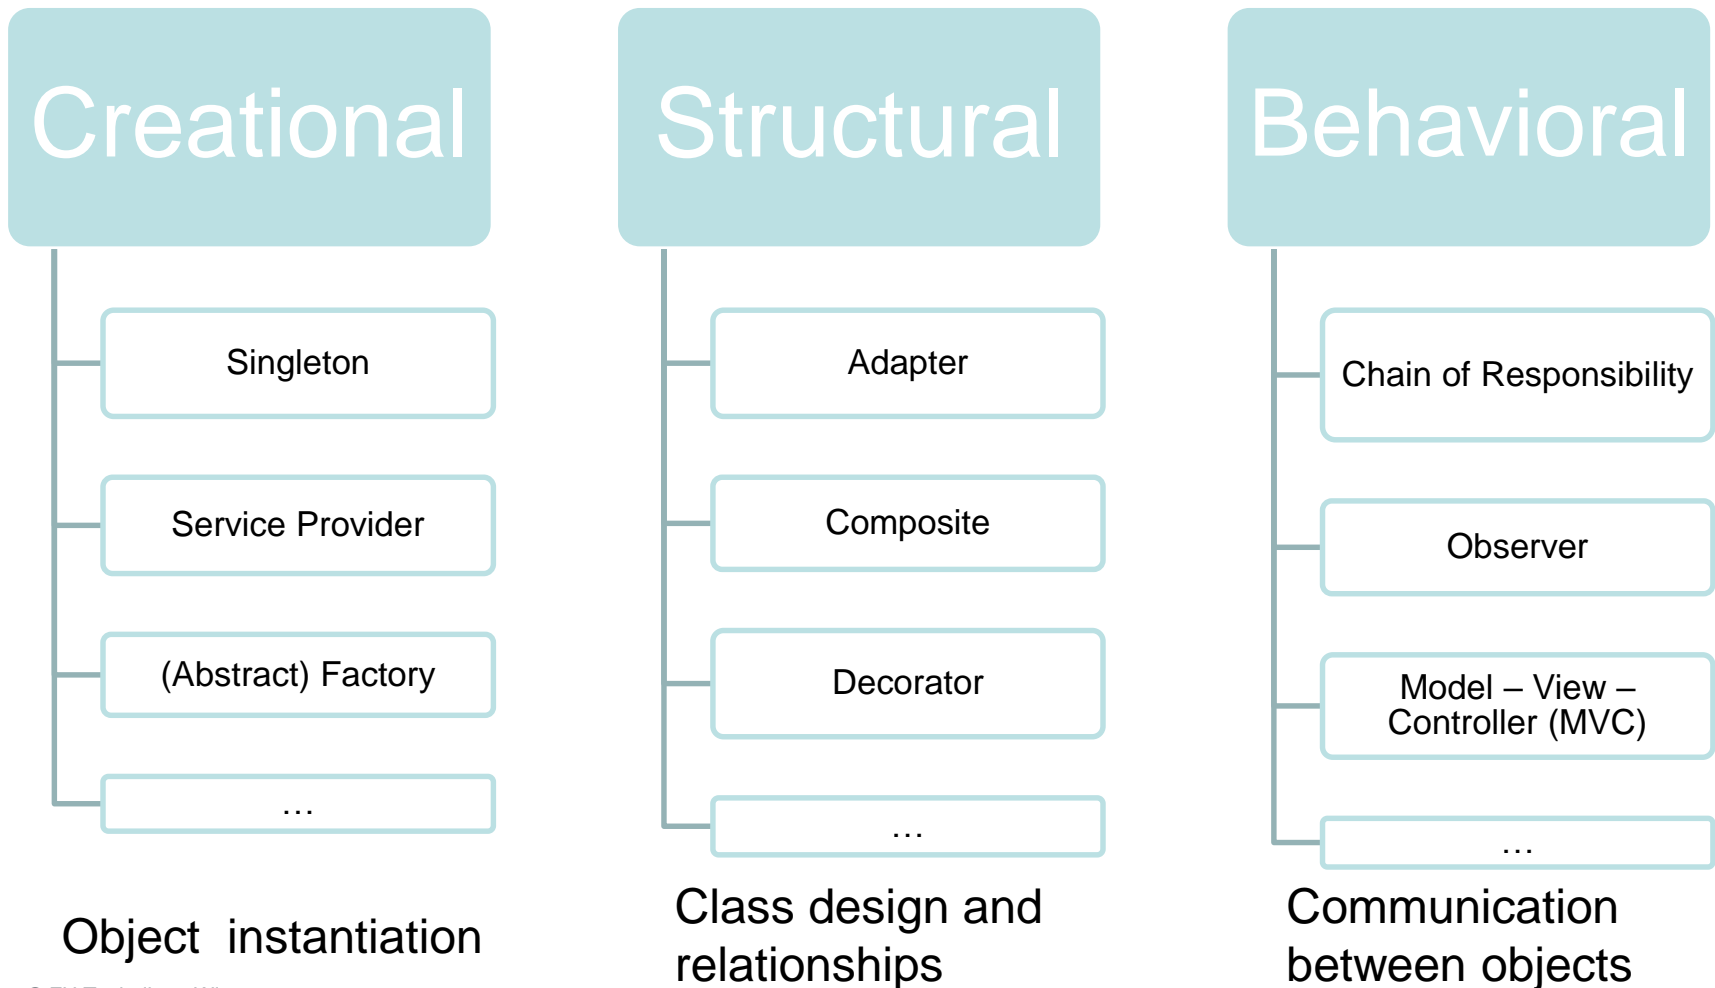 Creational
Singleton
Service Provider
(Abstract) Factory
…
Object instantiation
Structural
Adapter
Composite
Decorator
…
Class design and
relationships
Behavioral
Chain of Responsibility
Observer
Model – View –
Controller (MVC)
…
Communication
between objects